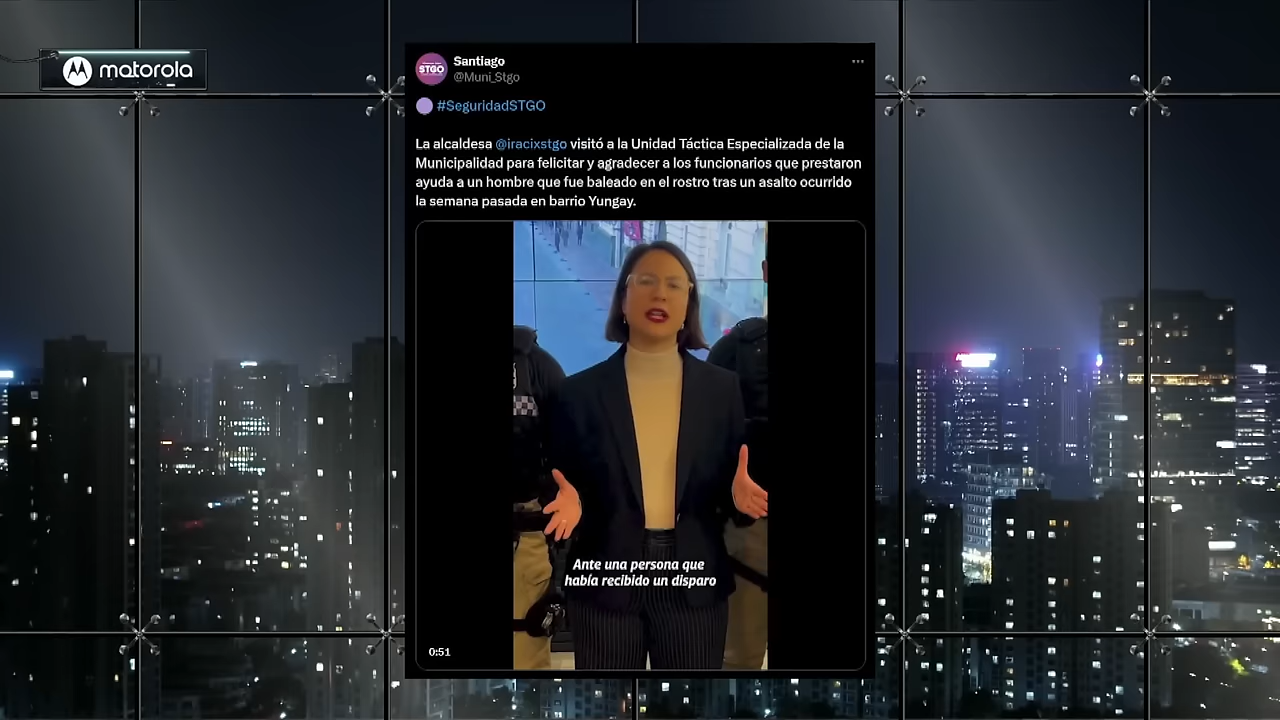 motorola
STGO
Santiago
@Muni_Stgo
#SeguridadSTGO
La alcaldesa @iracixstgo visitó a la Unidad Táctica Especializada de la
Municipalidad para felicitar y agradecer a los funcionarios que prestaron
ayuda a un hombre que fue baleado en el rostro tras un asalto ocurrido
la semana pasada en barrio Yungay.
Ante una persona que
había recibido un disparo
0:51